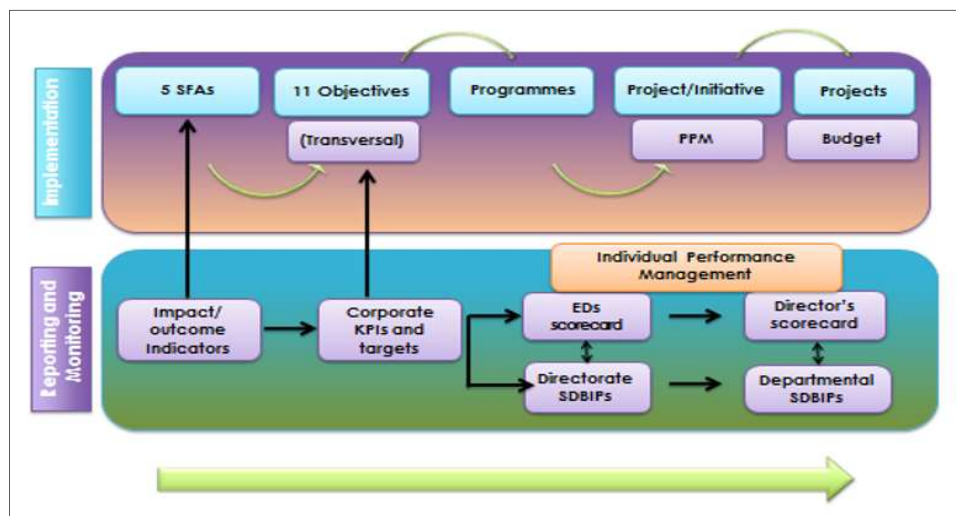 Implementation
5 SFAs
11 Objectives
Programmes
Project/Initiative
Projects
(Transversal)
PPM
Budget
Reporting and
Monitoring
Individual Performance
Management
Impact/
outcome
Indicators
Corporate
KPIs and
targets
EDs
scorecard
Director's
scorecard
Directorate
SDBIPs
Departmental
SDBIPs